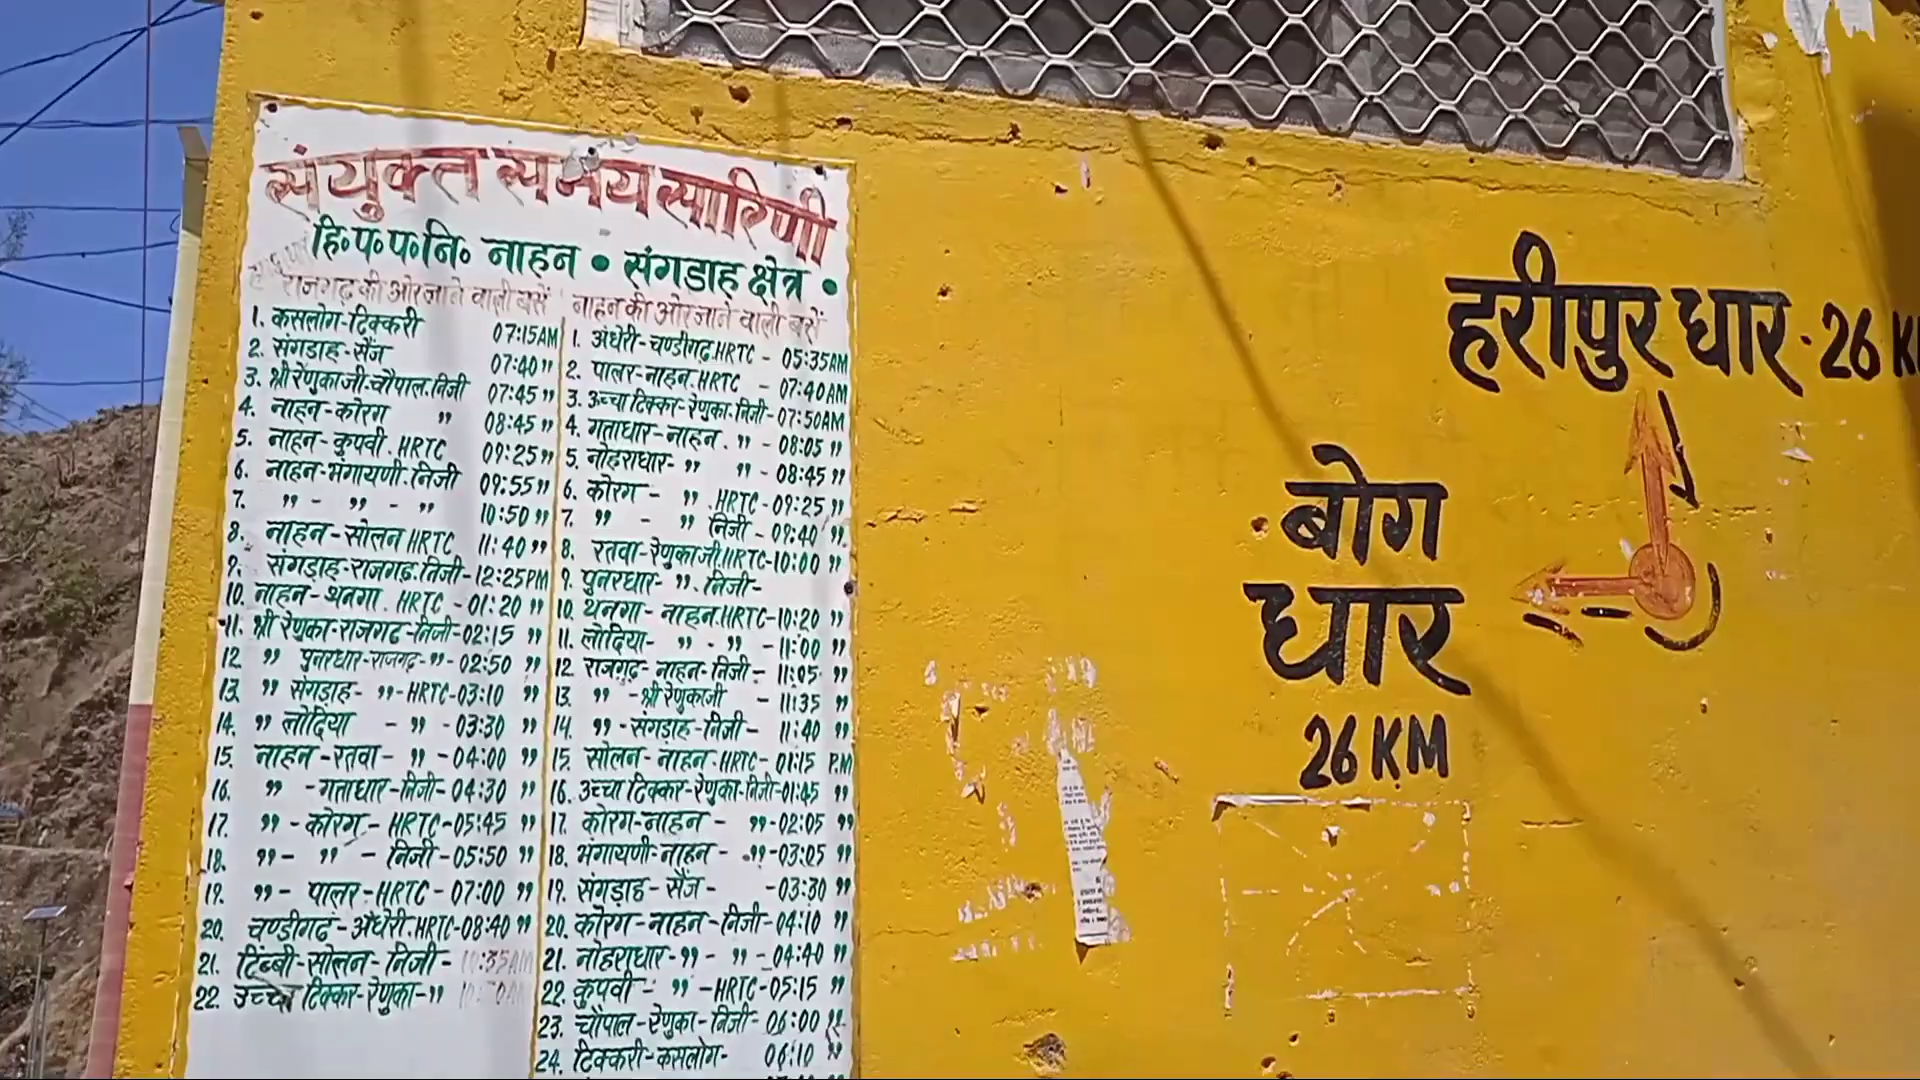 संयुक्त समय सारिणी
हि॰प॰प॰नि॰ नाहन • संगडाह क्षेत्र •
राजगढ़ की ओर जाने वाली बसें
1. कसलोग-टिक्करी 07:15AM
2. संगडाह-सैंज 07:40 "
3. श्री रेणुकाजी-चौपाल.निजी 07:45 "
4. नाहन-कोरग " 08:45 "
5. नाहन-कुपवी. HRTC 09:25 "
6. नाहन-भंगायणी.निजी 09:55 "
7. " - " - " 10:50 "
8. नाहन-सोलन HRTC 11:40 "
9. संगड़ाह-राजगढ़.निजी-12:25PM
10. नाहन-थनगा. HRTC -01:20 "
11. श्री रेणुका-राजगढ-निजी-02:15 "
12 " पुनरधार-राजगढ़-"-02:50 "
13. " संगड़ाह- "-HRTC-03:10 "
14. " लोदिया - " -03:30 "
15. नाहन-रतवा- " -04:00 "
16. " -गताधार-निजी-04:30 "
17. " -कोरग- HRTC-05:45 "
18. "- " - निजी-05:50 "
19. "- पालर-HRTC-07:00 "
20. चण्डीगढ-अंधेरी.HRTC-08:40 "
21. टिंब्बी-सोलन-निजी- 10:35AM
22. उच्चा टिक्कर-रेणुका-"
नाहन की ओर जाने वाली बसें
1. अंधेरी-चण्डीगढ़.HRTC - 05:35AM
2. पालर-नाहन.HRTC - 07:40AM
3. उच्चा टिक्कर-रेणुका.निजी-07:50AM
4. गताधार-नाहन. " - 08:05 "
5. नोहराधार- " " - 08:45 "
6. कोरग - " .HRTC-09:25 "
7. " - " निजी -09:40 "
8. रतवा-रेणुकाजी.HRTC-10:00 "
9. पुनरधार- ".निजी-
10. थनगा- नाहन.HRTC-10:20 "
11. लोदिया- " - " -11:00 "
12. राजगढ़-नाहन-निजी- 11:05 "
13. " -श्री रेणुकाजी - 11:35 "
14. "-संगड़ाह-निजी- 11:40 "
15. सोलन-नाहन-HRTC-01:15 P.M
16. उच्चा टिक्कर-रेणुका-निजी-01:45 "
17. कोरग-नाहन- "-02:05 "
18. भंगायणी-नाहन- "-03:05 "
19. संगड़ाह-सैंज- -03:30 "
20. कोरग-नाहन-निजी-04:10 "
21. नोहराधार-"- "-04:40 "
22. कुपवी- " -HRTC-05:15 "
23. चौपाल-रेणुका-निजी-06:00 "
24. टिक्करी-कसलोग- 06:10 "
हरीपुर धार·26 K
बोग
धार
26 KM